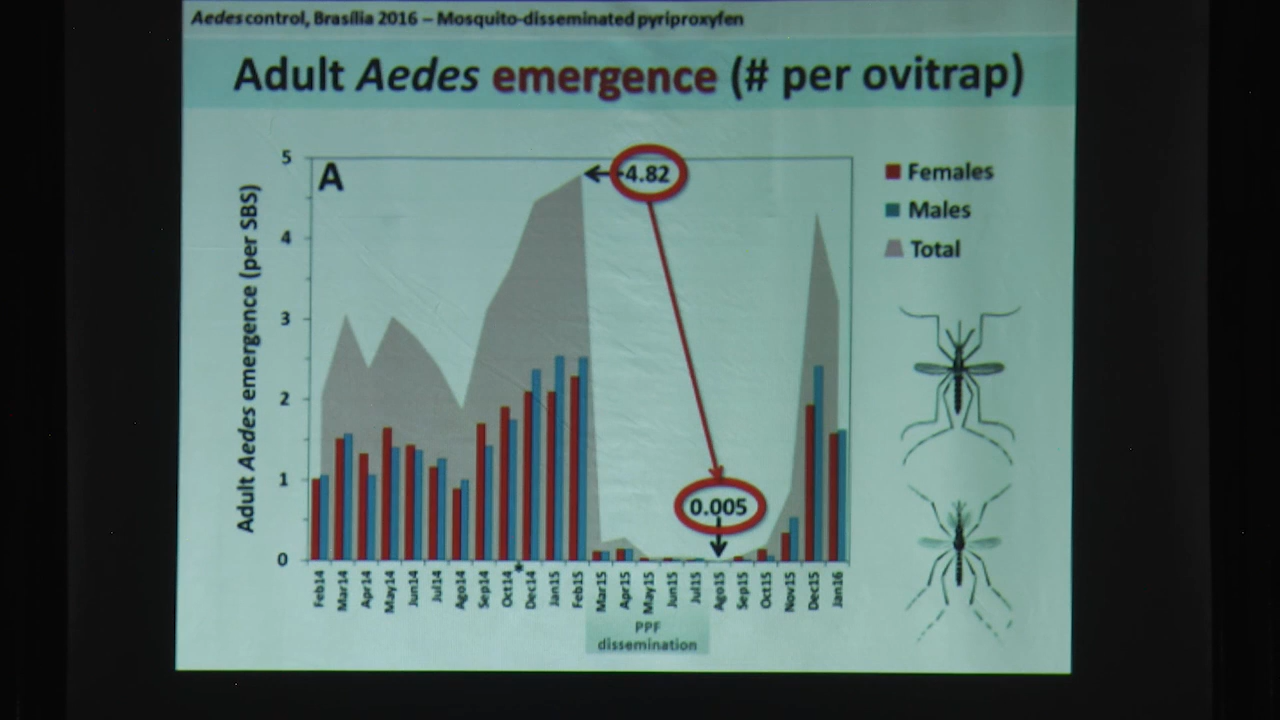 Aedes control, Brasília 2016 – Mosquito-disseminated pyriproxyfen
Adult Aedes emergence (# per ovitrap)
A
Adult Aedes emergence (per SBS)
5
4
3
2
1
0
4.82
0.005
Females
Males
Total
Feb14
Mar14
Apr14
May14
Jun14
Jul14
Ago14
Sep14
Oct14
*
Dec14
Jan15
Feb15
Mar15
Apr15
May15
Jun15
Jul15
Ago15
Sep15
Oct15
Nov15
Dec15
Jan16
PPF
dissemination